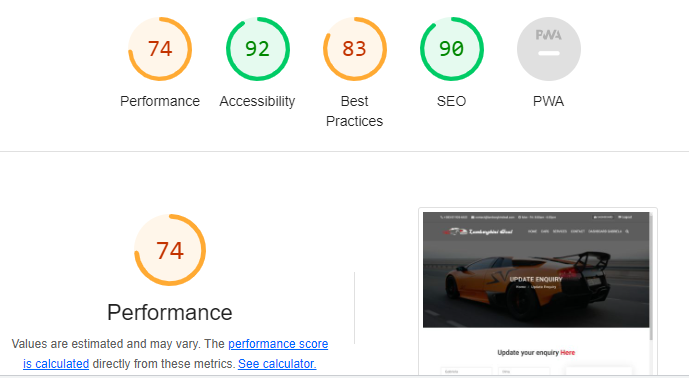 74
92
83
90
PWA
Performance
Accessibility
Best
Practices
SEO
PWA
74
Performance
Values are estimated and may vary. The performance score
is calculated directly from these metrics. See calculator.
HOME CARS SERVICES CONTACT
UPDATE ENQUIRY
Home / Update Enquiry
Update your enquiry Here